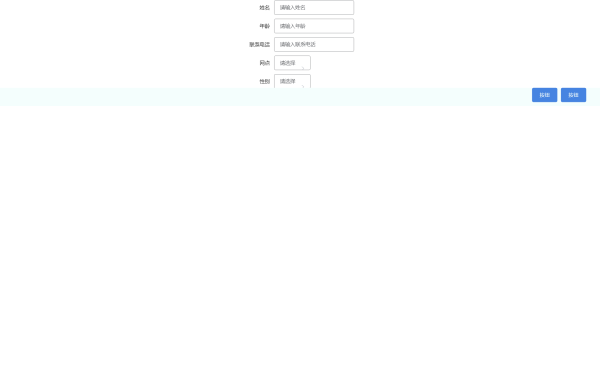 姓名 请输入姓名
年龄 请输入年龄
联系电话 请输入联系电话
网点 请选择
性别 请选择
按钮 按钮